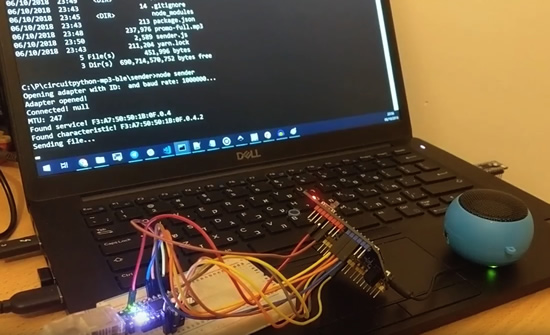 06/10/2018 23:49 <DIR> .gitignore
06/10/2018 23:45 <DIR> node_modules
06/10/2018 23:43 213 package.json
06/10/2018 23:45 237,976 promo-full.mp3
06/10/2018 23:48 2,589 sender.js
06/10/2018 23:43 211,204 yarn.lock
5 File(s) 451,996 bytes
3 Dir(s) 690,714,570,752 bytes free
C:\P\circuitpython-mp3-ble\sender>node sender
Opening adapter with ID: and baud rate: 1000000...
Adapter opened!
Connected! null
MTU: 247
Found service! F3:A7:50:50:1B:0F.0.4
Found characteristic! F3:A7:50:50:1B:0F.0.4.2
Sending file...
DELL